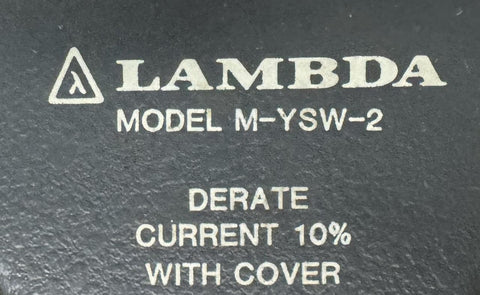 λ LAMBDA
MODEL M-YSW-2
DERATE
CURRENT 10%
WITH COVER